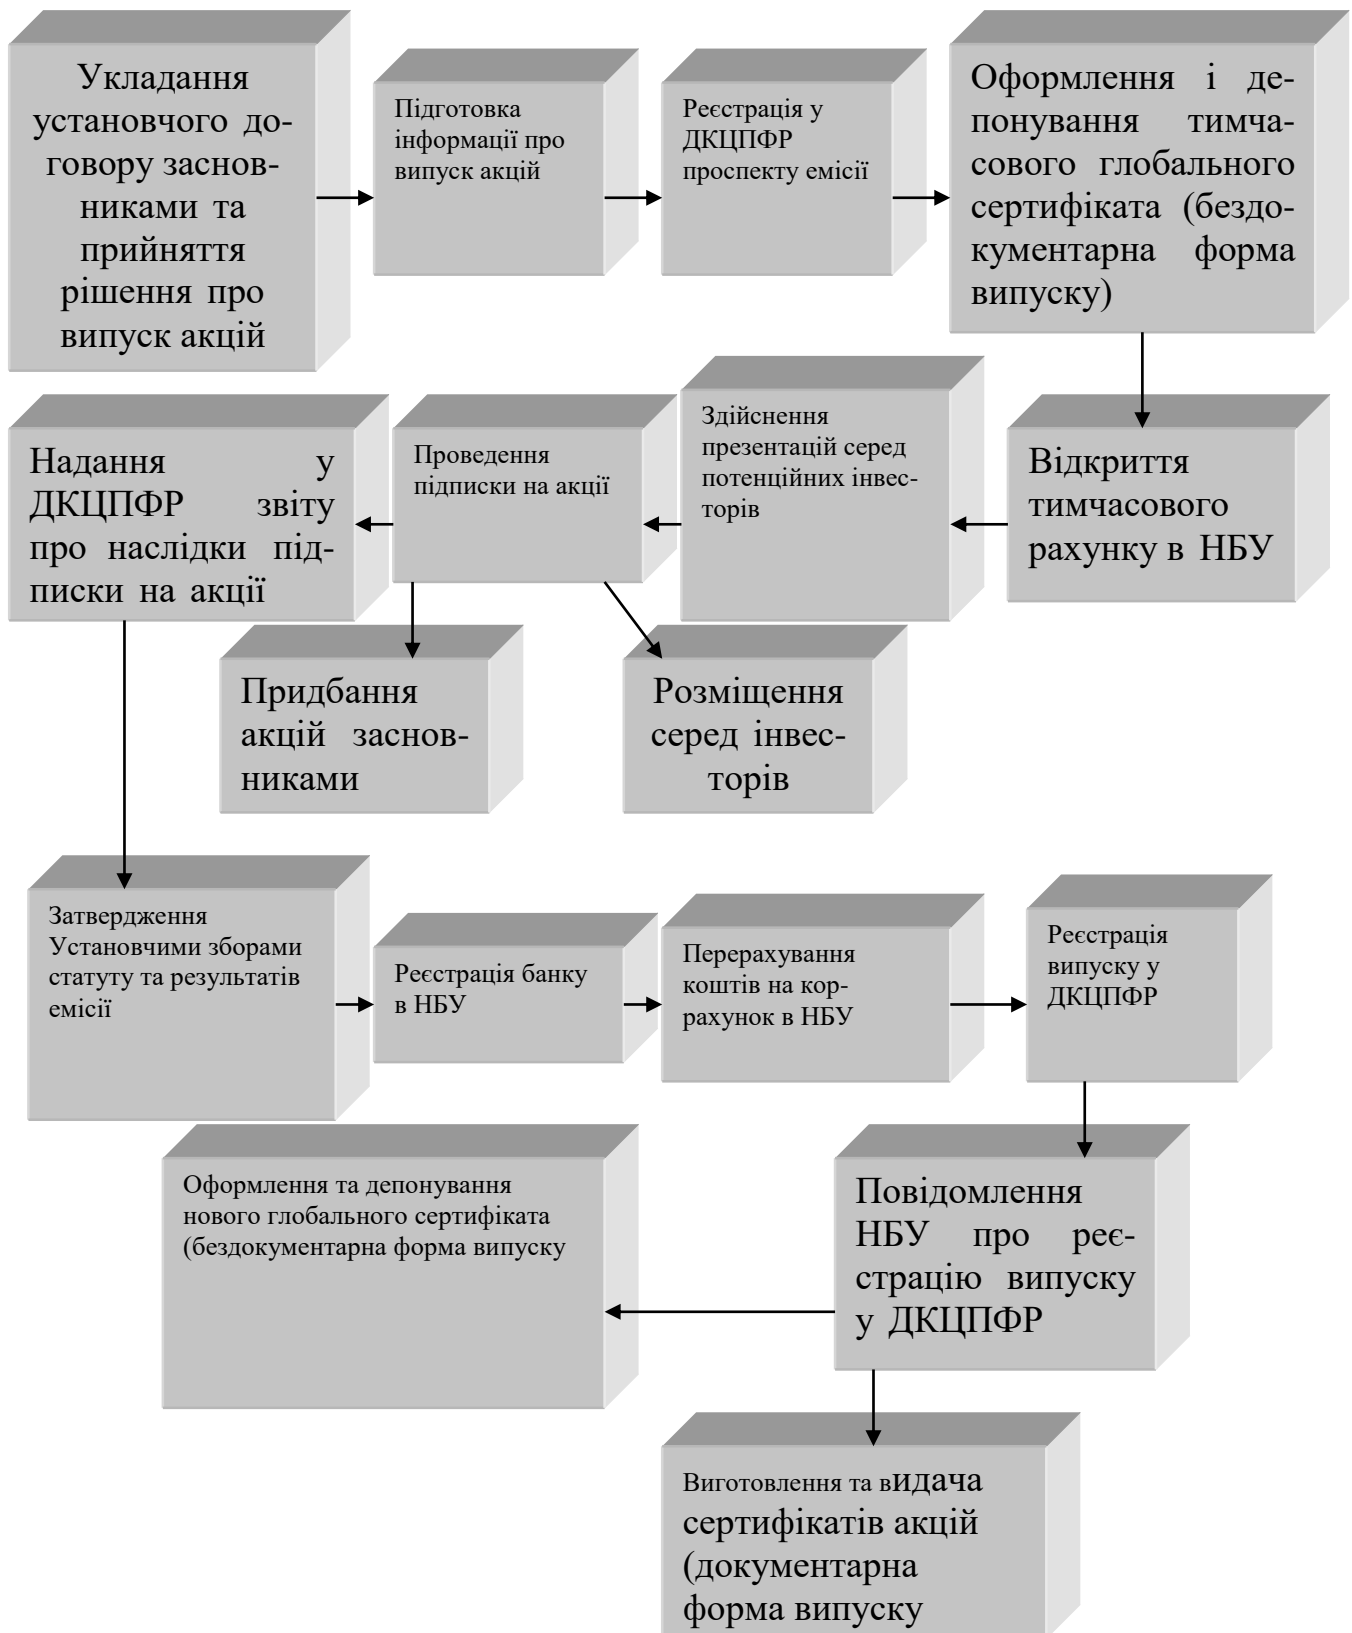 Укладання
установчого до-
говору заснов-
никами та
прийняття
рішення про
випуск акцій
Підготовка
інформації про
випуск акцій
Реєстрація у
ДКЦПФР
проспекту емісії
Оформлення і де-
понування тимча-
сового глобального
сертифіката (бездо-
кументарна форма
випуску)
Відкриття
тимчасового
рахунку в НБУ
Здійснення
презентацій серед
потенційних інвес-
торів
Проведення
підписки на акції
Надання у
ДКЦПФР звіту
про наслідки під-
писки на акції
Придбання
акцій заснов-
никами
Розміщення
серед інвес-
торів
Затвердження
Установчими зборами
статуту та результатів
емісії
Реєстрація банку
в НБУ
Перерахування
коштів на кор-
рахунок в НБУ
Реєстрація
випуску у
ДКЦПФР
Повідомлення
НБУ про реє-
страцію випуску
у ДКЦПФР
Оформлення та депонування
нового глобального сертифіката
(бездокументарна форма випуску
Виготовлення та видача
сертифікатів акцій
(документарна
форма випуску